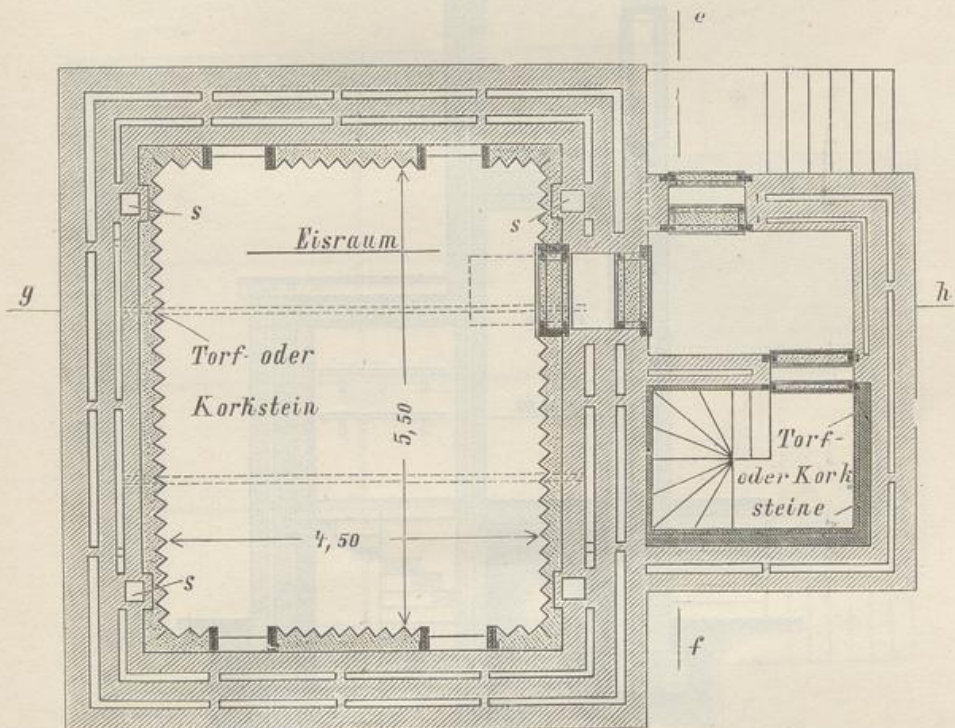 e
s
s
Eisraum
g
h
Torf- oder
Korkstein
5,50
Torf-
oder Kork
steine
4,50
s
f